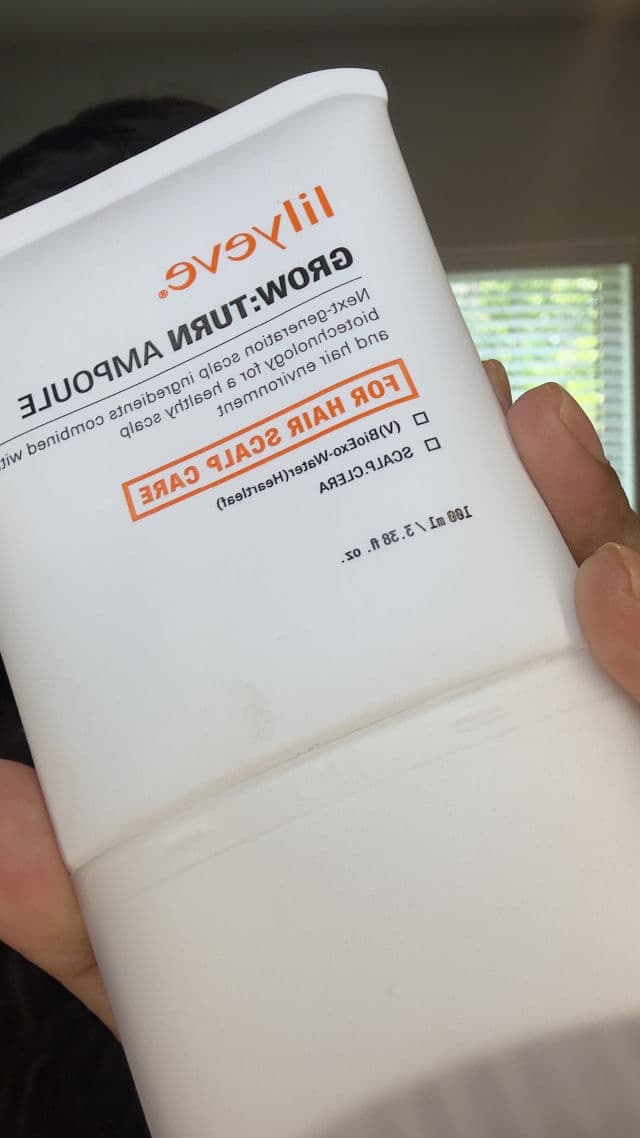 lilyeve®
GROW:TURN AMPOULE
Next-generation scalp ingredients combined
biotechnology for a healthy scalp
and hair environment
FOR HAIR SCALP CARE
(V)BioExo-Water(Heartleaf)
SCALP.CLERA
100 ml / 3.38 fl. oz.